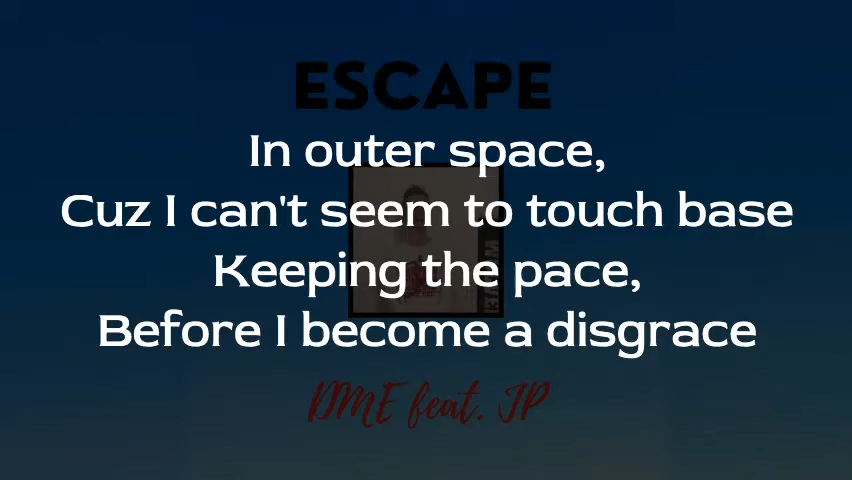 ESCAPE
In outer space,
Cuz I can't seem to touch base
Keeping the pace,
Before I become a disgrace
DME feat. JP